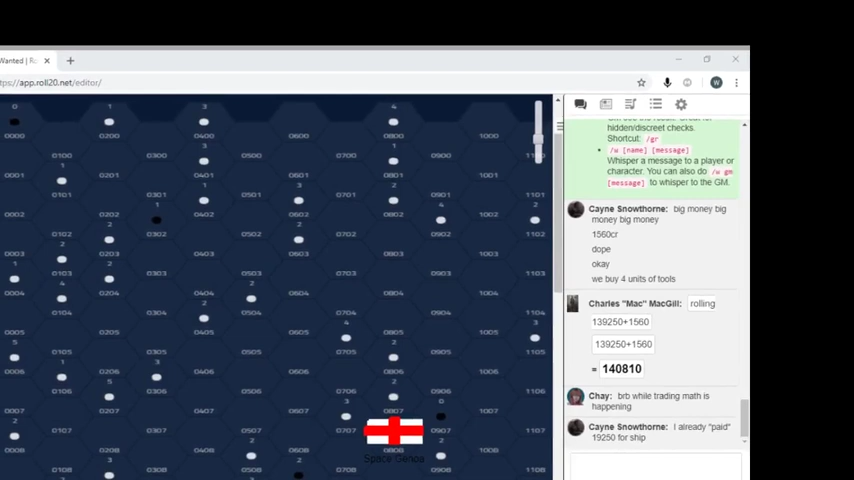 Wanted | Ro
tps://app.roll20.net/editor/
0 1 3 4
0000 0200 0400 0600 0800 1000
0100 0300 0500 0700 0900 1100
0001 0201 0401 0601 0801 1001
0101 0301 0501 0701 0901 1101
0002 0202 0402 0602 0802 1002
0102 0302 0502 0702 0902 1102
0003 0203 0403 0603 0803 1003
0103 0303 0503 0703 0903 1103
0004 0204 0404 0604 0804 1004
0104 0304 0504 0704 0904 1104
0005 0205 0405 0605 0805 1005
0105 0305 0505 0705 0905 1105
0006 0206 0406 0606 0806 1006
0106 0306 0506 0706 0906 1106
0007 0207 0407 0607 0807 1007
0107 0307 0507 0707 0907 1107
0008 0208 0408 0608 0808 1008
0108 0308 0508 0708 0908 1108
Space Genoa
hidden/discreet checks.
Shortcut: /gr
/w [name] [message]
Whisper a message to a player or
character. You can also do /w gm
[message] to whisper to the GM.
Cayne Snowthorne: big money big
money big money
1560cr
dope
okay
we buy 4 units of tools
Charles "Mac" MacGill: rolling
139250+1560
139250+1560
= 140810
Chay: brb while trading math is
happening
Cayne Snowthorne: I already "paid"
19250 for ship